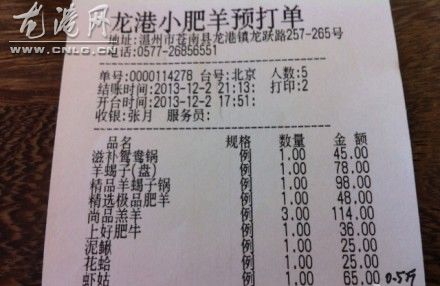 龙港网
www.CNLG.CN
龙港小肥羊预打单
地址:温州市苍南县龙港镇龙跃路257-265号
电话:0577-26856551
单号:0000114278 台号:北京 人数:5
结账时间:2013-12-2 21:13: 打印:2
开台时间:2013-12-2 17:51:
收银:张月 服务员:
品名 规格 数量 金额
滋补鸳鸯锅 例 1.00 45.00
羊蝎子(盘) 例 1.00 78.00
精品羊蝎子锅 例 1.00 98.00
精选极品肥羊 例 1.00 48.00
尚品羔羊 例 3.00 114.00
上好肥牛 例 1.00 36.00
泥鳅 例 1.00 25.00
花蛤 例 1.00 25.00
虾姑 例 1.00 65.00 0.5斤